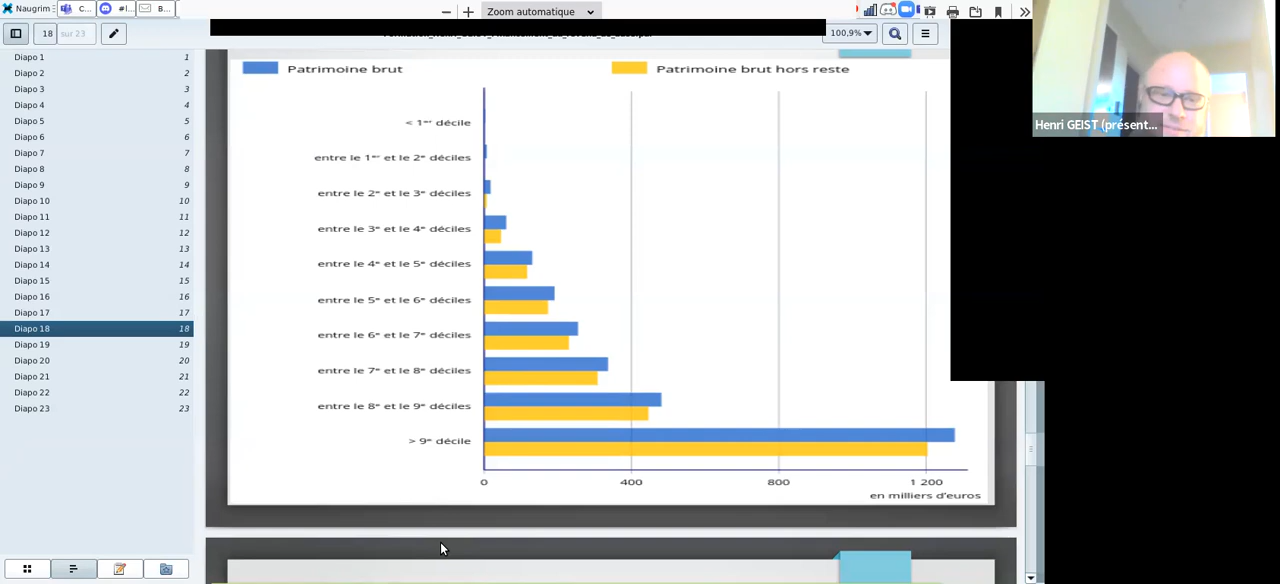 Naugrim
C...
#l
B...
Zoom automatique
18 sur 23
100,9%
Diapo 1 1
Diapo 2 2
Diapo 3 3
Diapo 4 4
Diapo 5 5
Diapo 6 6
Diapo 7 7
Diapo 8 8
Diapo 9 9
Diapo 10 10
Diapo 11 11
Diapo 12 12
Diapo 13 13
Diapo 14 14
Diapo 15 15
Diapo 16 16
Diapo 17 17
Diapo 18 18
Diapo 19 19
Diapo 20 20
Diapo 21 21
Diapo 22 22
Diapo 23 23
Patrimoine brut
Patrimoine brut hors reste
< 1er décile
entre le 1er et le 2e déciles
entre le 2e et le 3e déciles
entre le 3e et le 4e déciles
entre le 4e et le 5e déciles
entre le 5e et le 6e déciles
entre le 6e et le 7e déciles
entre le 7e et le 8e déciles
entre le 8e et le 9e déciles
> 9e décile
0 400 800 1 200
en milliers d'euros
Henri GEIST (présent...